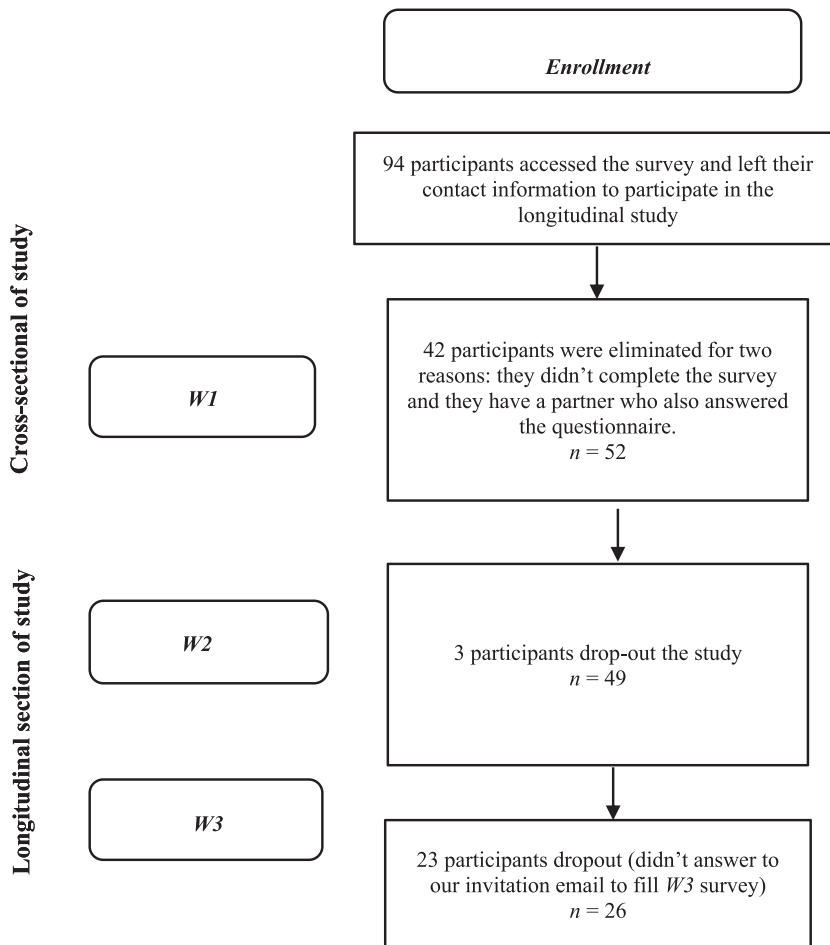 Enrollment
94 participants accessed the survey and left their
contact information to participate in the
longitudinal study
Cross-sectional of study
W1
42 participants were eliminated for two
reasons: they didn't complete the survey
and they have a partner who also answered
the questionnaire.
n = 52
Longitudinal section of study
W2
3 participants drop-out the study
n = 49
W3
23 participants dropout (didn't answer to
our invitation email to fill W3 survey)
n = 26